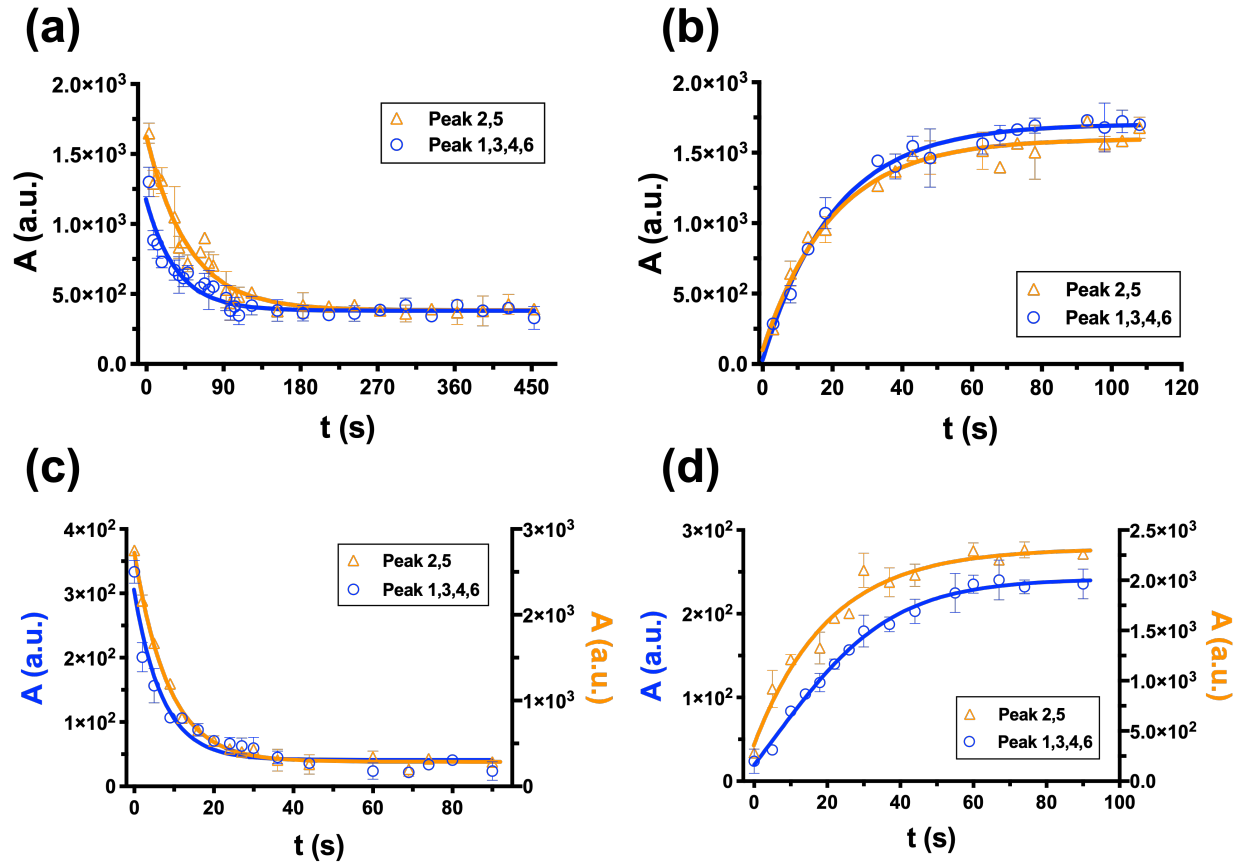 (a)
A (a.u.)
2.0×10³
1.5×10³
1.0×10³
5.0×10²
0.0
0 90 180 270 360 450
t (s)
Peak 2,5
Peak 1,3,4,6
(b)
A (a.u.)
2.0×10³
1.5×10³
1.0×10³
5.0×10²
0.0
0 20 40 60 80 100 120
t (s)
Peak 2,5
Peak 1,3,4,6
(c)
A (a.u.)
4×10²
3×10²
2×10²
1×10²
0
0 20 40 60 80
t (s)
Peak 2,5
Peak 1,3,4,6
3×10³
2×10³
1×10³
0
A (a.u.)
(d)
A (a.u.)
3×10²
2×10²
1×10²
0
0 20 40 60 80 100
t (s)
Peak 2,5
Peak 1,3,4,6
2.5×10³
2.0×10³
1.5×10³
1.0×10³
5.0×10²
0.0
A (a.u.)